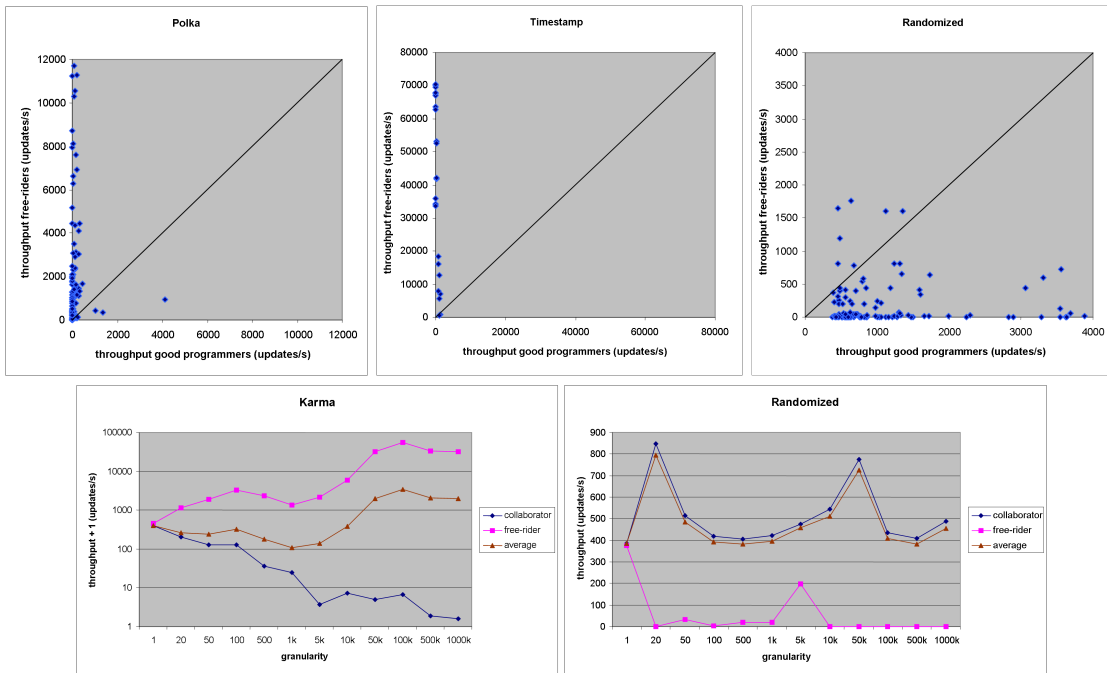 Polka
throughput free-riders (updates/s)
12000
10000
8000
6000
4000
2000
0
0 2000 4000 6000 8000 10000 12000
throughput good programmers (updates/s)
Timestamp
throughput free-riders (updates/s)
80000
70000
60000
50000
40000
30000
20000
10000
0
0 20000 40000 60000 80000
throughput good programmers (updates/s)
Randomized
throughput free-riders (updates/s)
4000
3500
3000
2500
2000
1500
1000
500
0
0 1000 2000 3000 4000
throughput good programmers (updates/s)
Karma
throughput + 1 (updates/s)
100000
10000
1000
100
10
1
1 20 50 100 500 1k 5k 10k 50k 100k 500k 1000k
granularity
collaborator
free-rider
average
Randomized
throughput (updates/s)
900
800
700
600
500
400
300
200
100
0
1 20 50 100 500 1k 5k 10k 50k 100k 500k 1000k
granularity
collaborator
free-rider
average